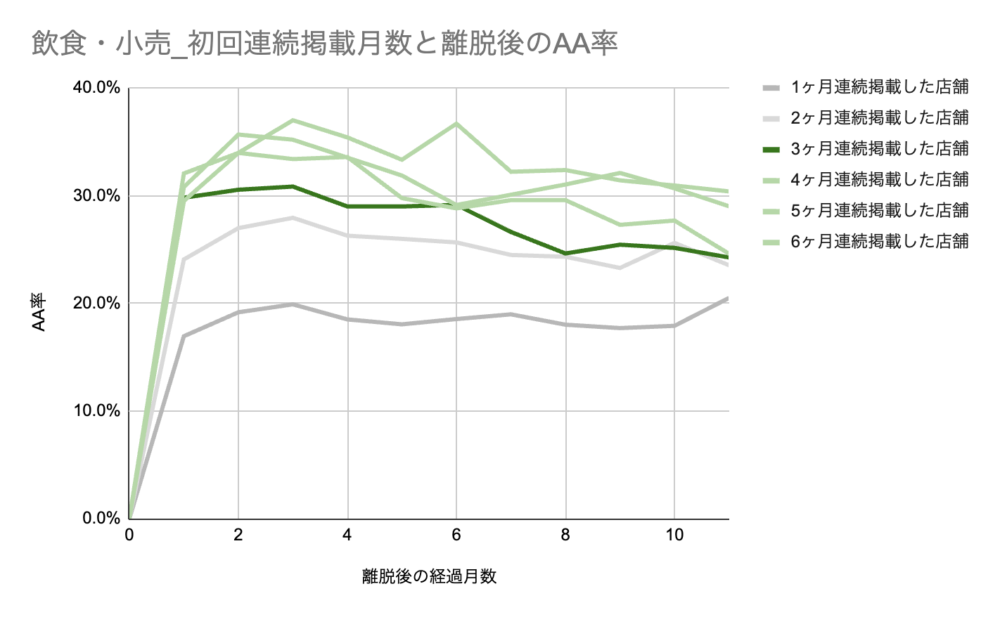 飲食・小売_初回連続掲載月数と離脱後のAA率
40.0%
30.0%
20.0%
10.0%
0.0%
AA率
0 2 4 6 8 10
離脱後の経過月数
1ヶ月連続掲載した店舗
2ヶ月連続掲載した店舗
3ヶ月連続掲載した店舗
4ヶ月連続掲載した店舗
5ヶ月連続掲載した店舗
6ヶ月連続掲載した店舗